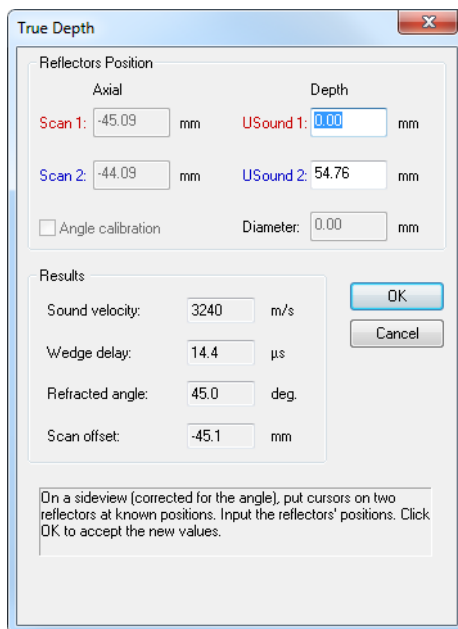 True Depth
Reflectors Position
Axial Depth
Scan 1: -45.09 mm USound 1: 0.00 mm
Scan 2: -44.09 mm USound 2: 54.76 mm
Angle calibration Diameter: 0.00 mm
Results
Sound velocity: 3240 m/s
Wedge delay: 14.4 µs
Refracted angle: 45.0 deg.
Scan offset: -45.1 mm
OK
Cancel
On a sideview (corrected for the angle), put cursors on two
reflectors at known positions. Input the reflectors' positions. Click
OK to accept the new values.